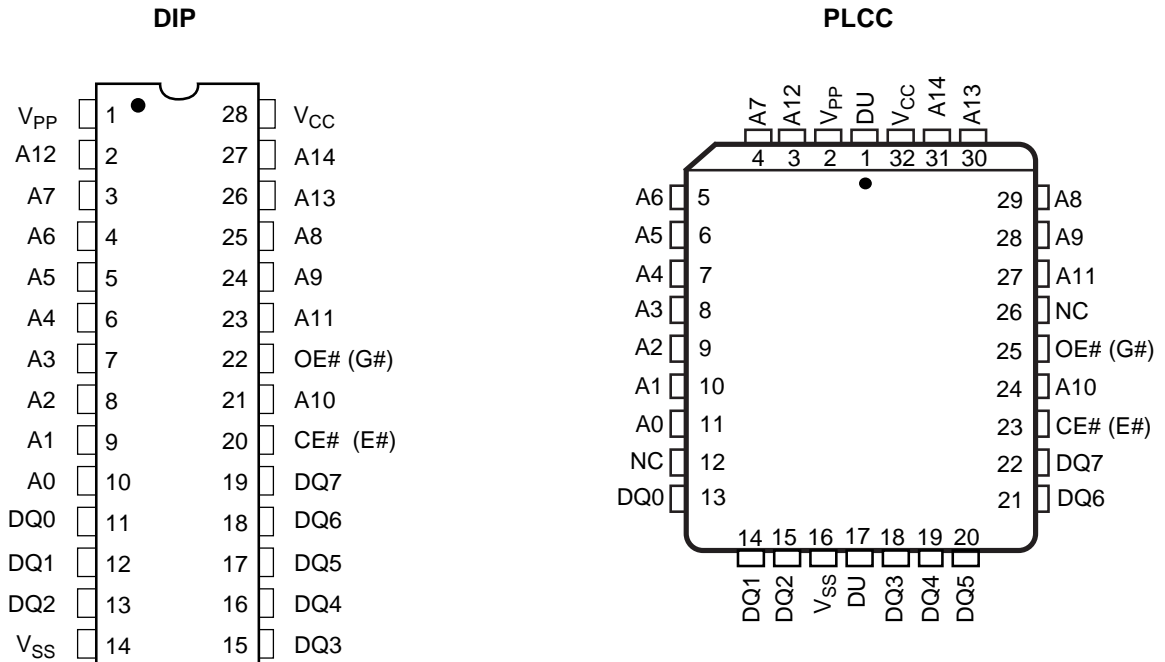 DIP
VPP 1 28 VCC
A12 2 27 A14
A7 3 26 A13
A6 4 25 A8
A5 5 24 A9
A4 6 23 A11
A3 7 22 OE# (G#)
A2 8 21 A10
A1 9 20 CE# (E#)
A0 10 19 DQ7
DQ0 11 18 DQ6
DQ1 12 17 DQ5
DQ2 13 16 DQ4
VSS 14 15 DQ3
PLCC
A7 A12 VPP DU VCC A14 A13
4 3 2 1 32 31 30
A6 5 29 A8
A5 6 28 A9
A4 7 27 A11
A3 8 26 NC
A2 9 25 OE# (G#)
A1 10 24 A10
A0 11 23 CE# (E#)
NC 12 22 DQ7
DQ0 13 21 DQ6
14 15 16 17 18 19 20
DQ1 DQ2 VSS DU DQ3 DQ4 DQ5